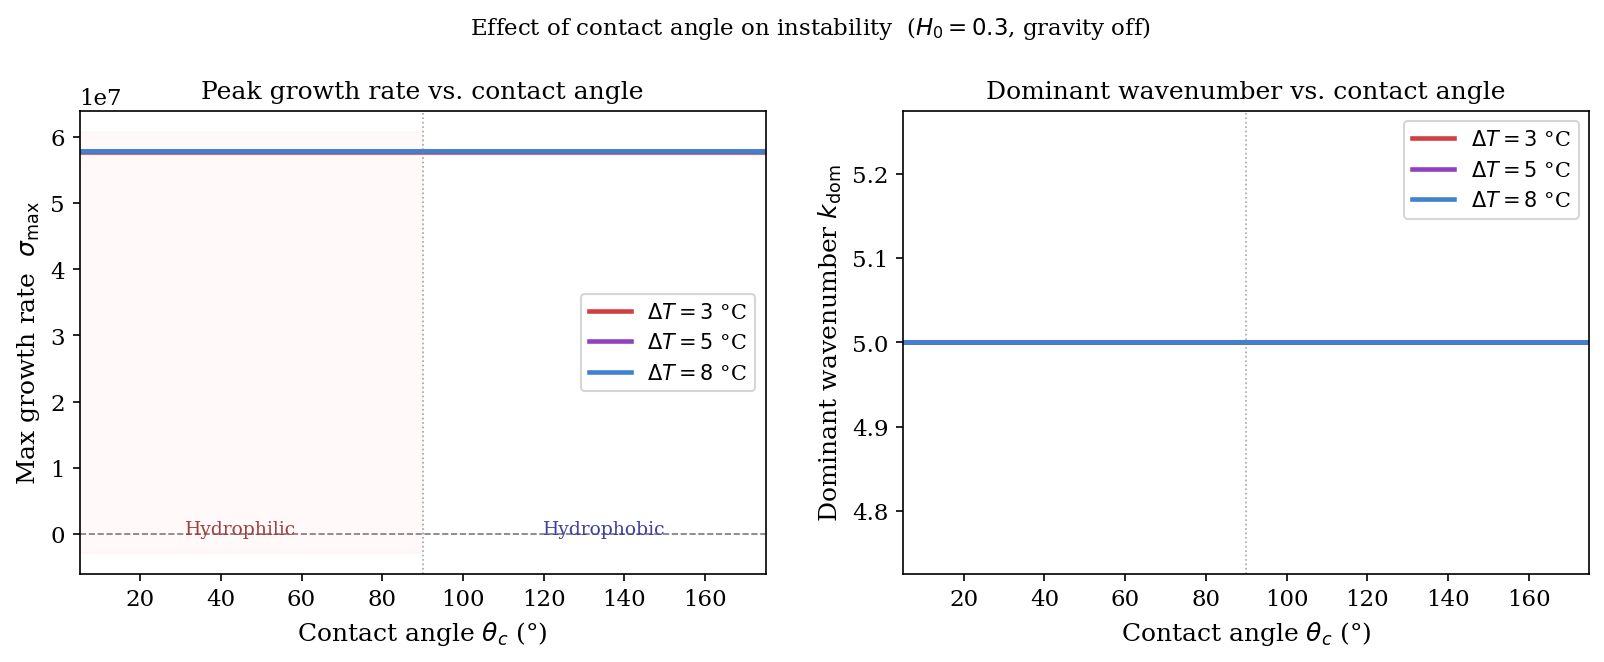 Effect of contact angle on instability  (H₀ = 0.3, gravity off)
Peak growth rate vs. contact angle
1e7
Max growth rate  σ_max
6
5
4
3
2
1
0
ΔT = 3 °C
ΔT = 5 °C
ΔT = 8 °C
Hydrophilic
Hydrophobic
20 40 60 80 100 120 140 160
Contact angle θ_c (°)
Dominant wavenumber vs. contact angle
Dominant wavenumber k_dom
5.2
5.1
5.0
4.9
4.8
ΔT = 3 °C
ΔT = 5 °C
ΔT = 8 °C
20 40 60 80 100 120 140 160
Contact angle θ_c (°)